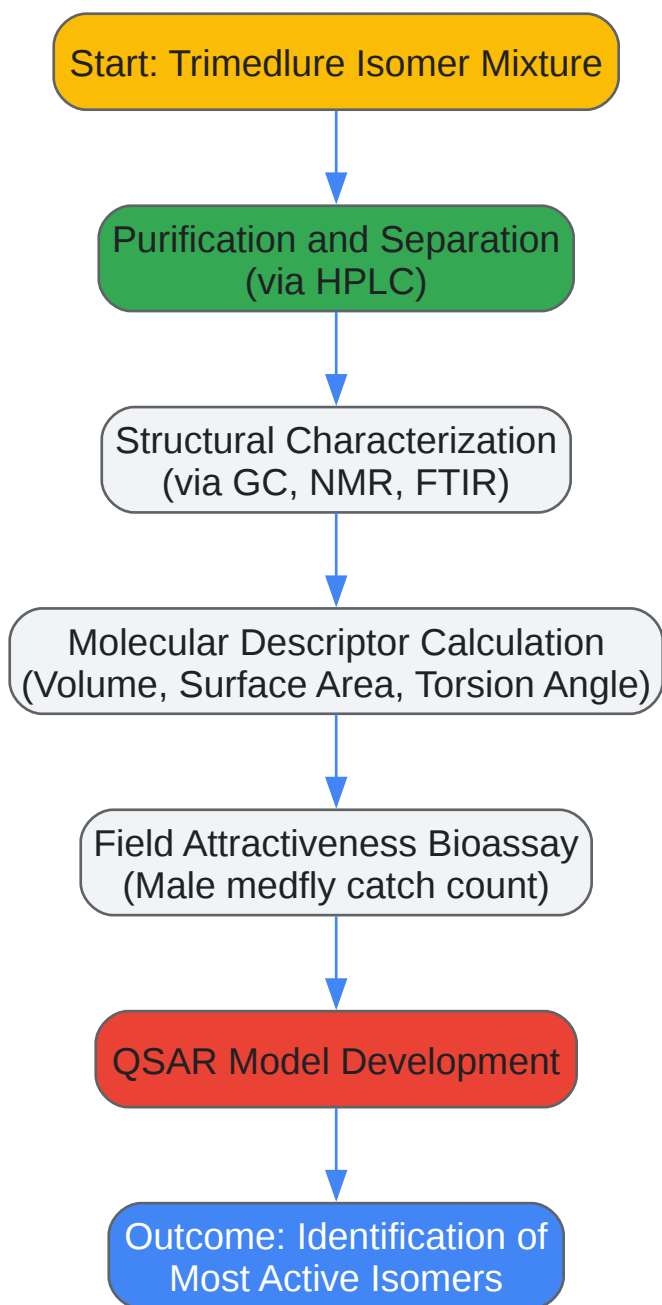 Start: Trimedlure Isomer Mixture
Purification and Separation
(via HPLC)
Structural Characterization
(via GC, NMR, FTIR)
Molecular Descriptor Calculation
(Volume, Surface Area, Torsion Angle)
Field Attractiveness Bioassay
(Male medfly catch count)
QSAR Model Development
Outcome: Identification of
Most Active Isomers